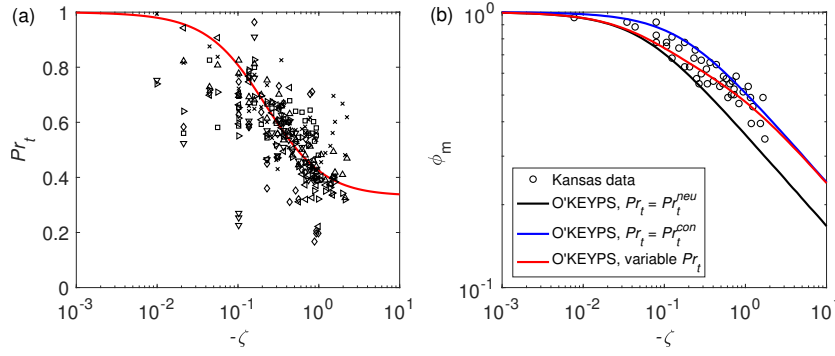 (a)
1
0.8
0.6
0.4
0.2
0
Pr_t
10^-3
10^-2
10^-1
10^0
10^1
-ζ
(b)
10^0
10^-1
ϕ_m
Kansas data
O'KEYPS, Pr_t = Pr_t^neu
O'KEYPS, Pr_t = Pr_t^con
O'KEYPS, variable Pr_t
10^-3
10^-2
10^-1
10^0
10^1
-ζ